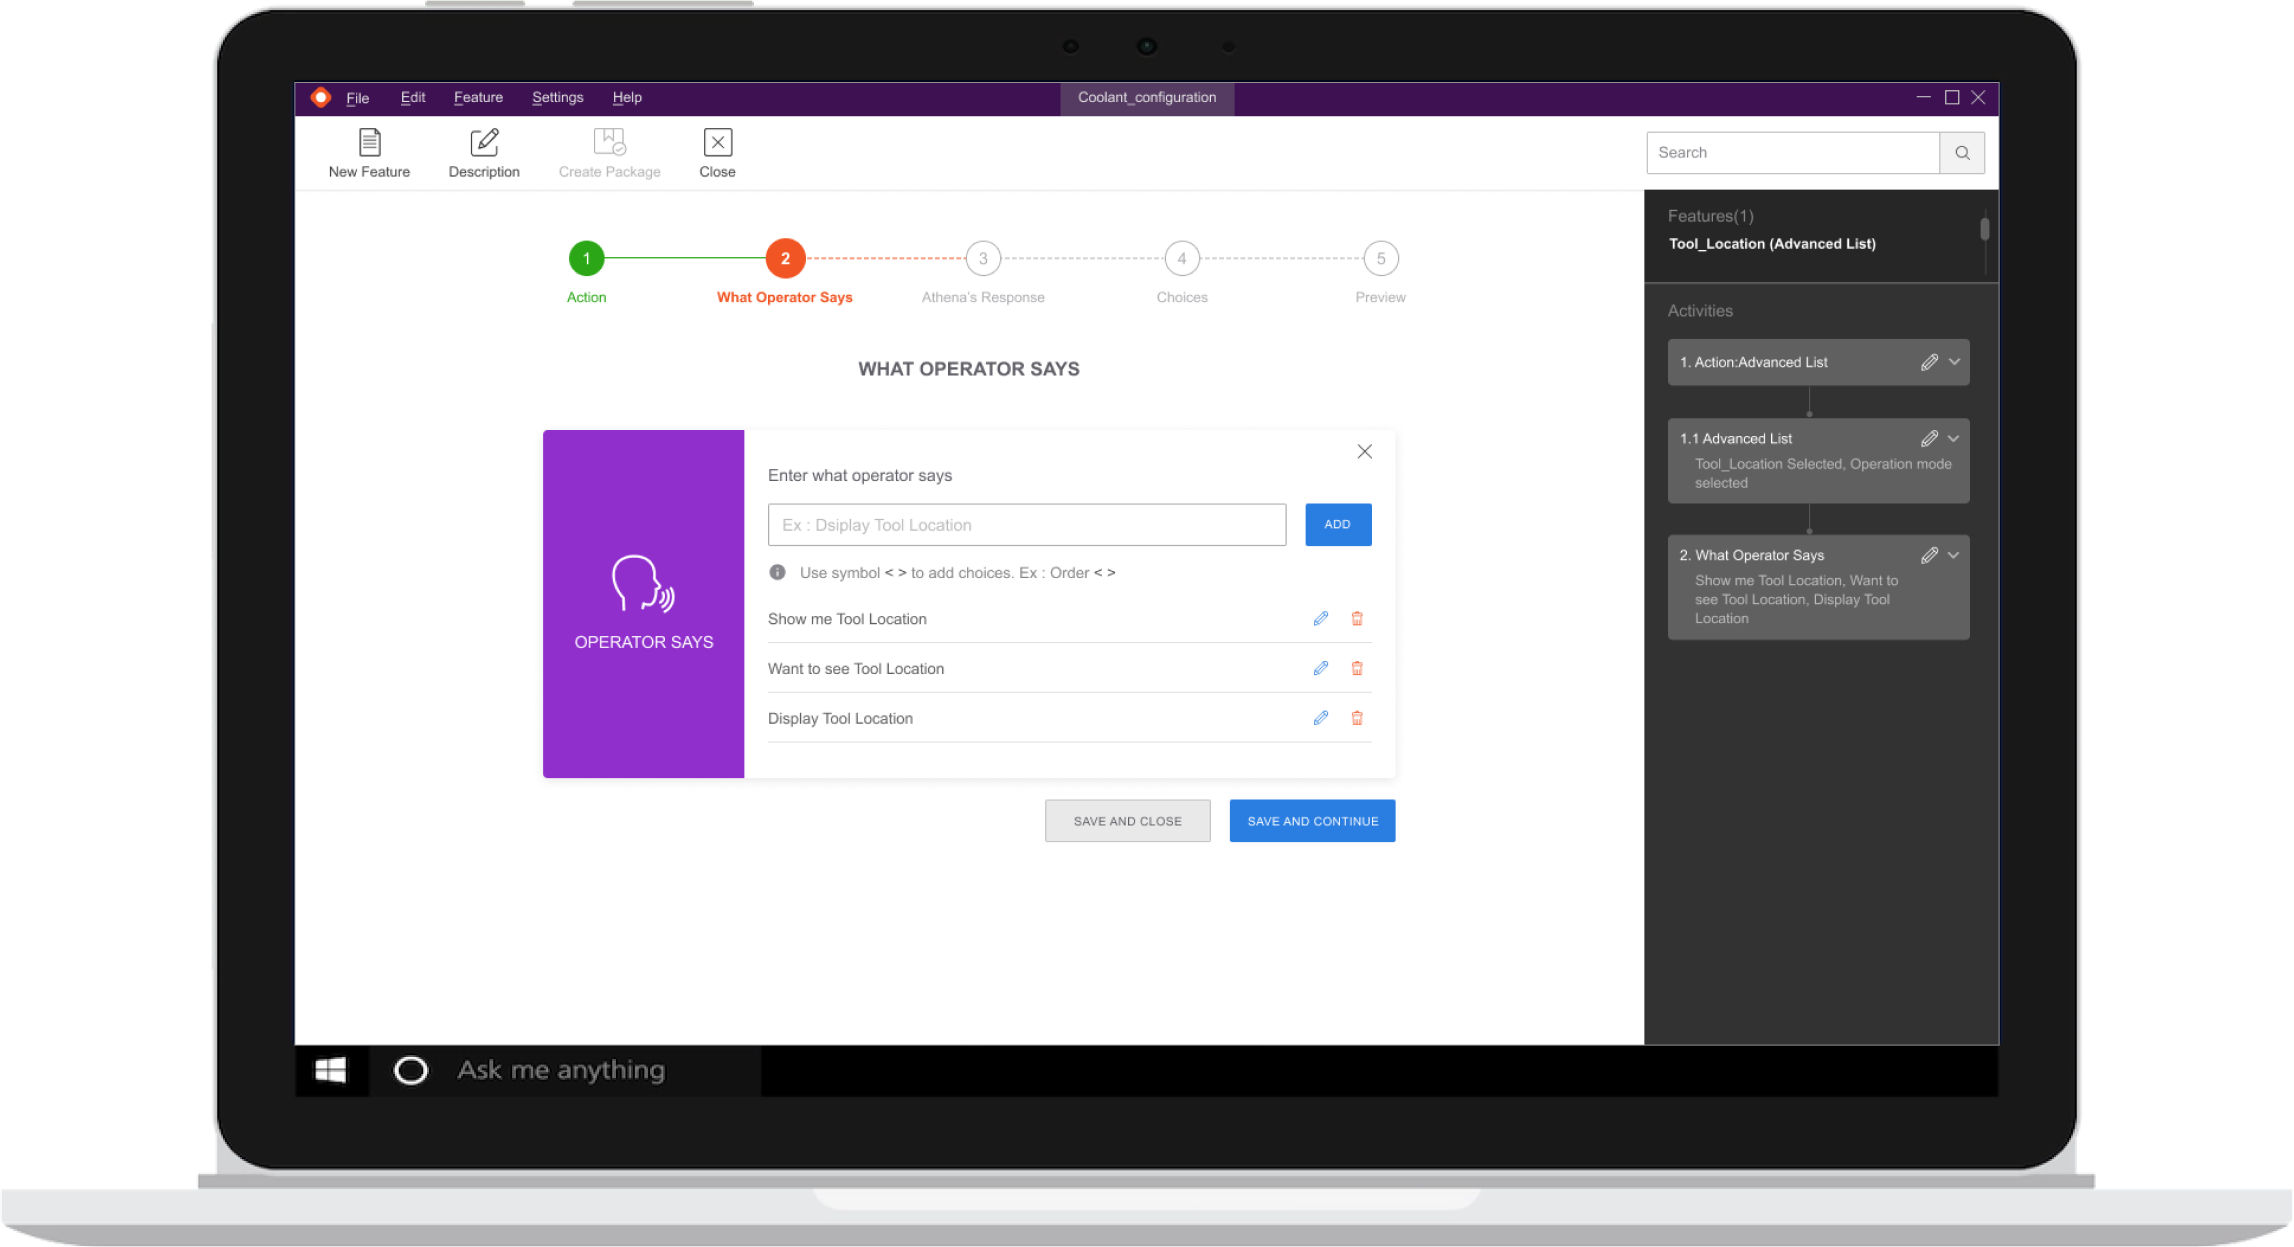 File Edit Feature Settings Help
Coolant_configuration
New Feature
Description
Create Package
Close
Search
1
2
3
4
5
Action
What Operator Says
Athena's Response
Choices
Preview
WHAT OPERATOR SAYS
OPERATOR SAYS
Enter what operator says
Ex : Dsiplay Tool Location
ADD
Use symbol < > to add choices. Ex : Order < >
Show me Tool Location
Want to see Tool Location
Display Tool Location
SAVE AND CLOSE
SAVE AND CONTINUE
Features(1)
Tool_Location (Advanced List)
Activities
1. Action:Advanced List
1.1 Advanced List
Tool_Location Selected, Operation mode
selected
2. What Operator Says
Show me Tool Location, Want to
see Tool Location, Display Tool
Location
Ask me anything